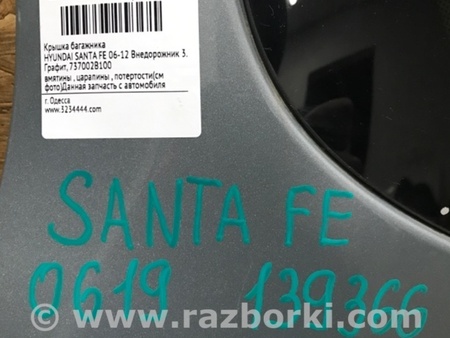 Крышка багажника
HYUNDAI SANTA FE 06-12 Внедорожник 3.
Графит, 737002B100
вмятины , царапины , потертости(см
фото)Данная запчасть с автомобиля
г. Одесса
www.3234444.com
SANTA FE
0619 139366
www.razborki.com